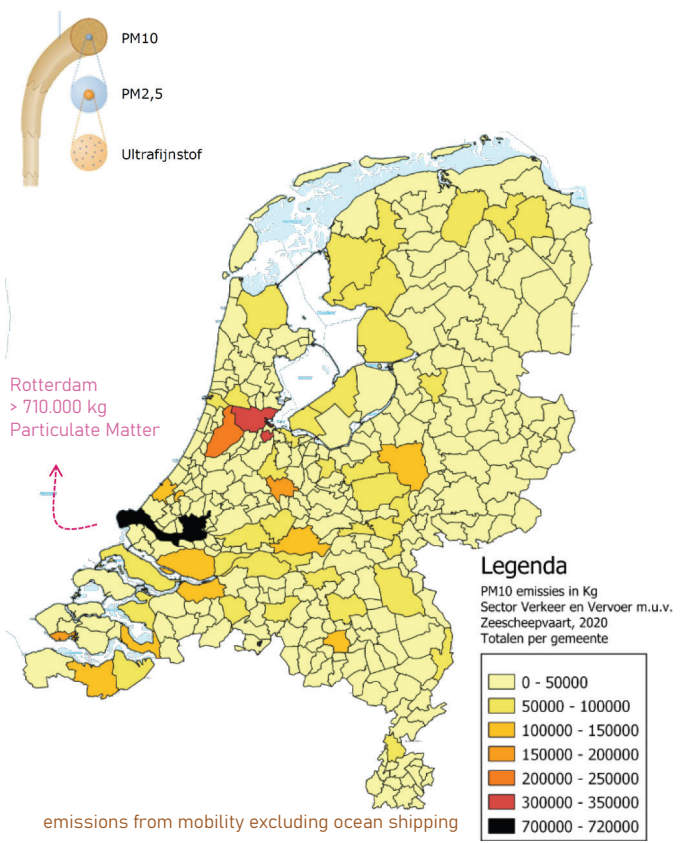 PM10
PM2,5
Ultrafijnstof
Rotterdam
> 710.000 kg
Particulate Matter
Legenda
PM10 emissies in Kg
Sector Verkeer en Vervoer m.u.v.
Zeescheepvaart, 2020
Totalen per gemeente
0 - 50000
50000 - 100000
100000 - 150000
150000 - 200000
200000 - 250000
300000 - 350000
700000 - 720000
emissions from mobility excluding ocean shipping